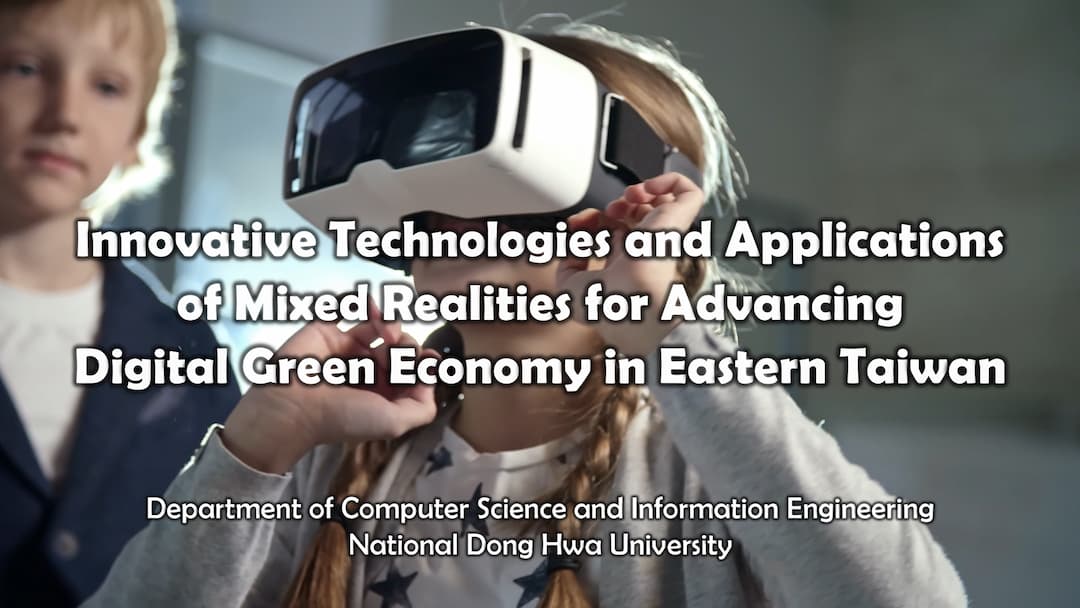 Innovative Technologies and Applications
of Mixed Realities for Advancing
Digital Green Economy in Eastern Taiwan
Department of Computer Science and Information Engineering
National Dong Hwa University